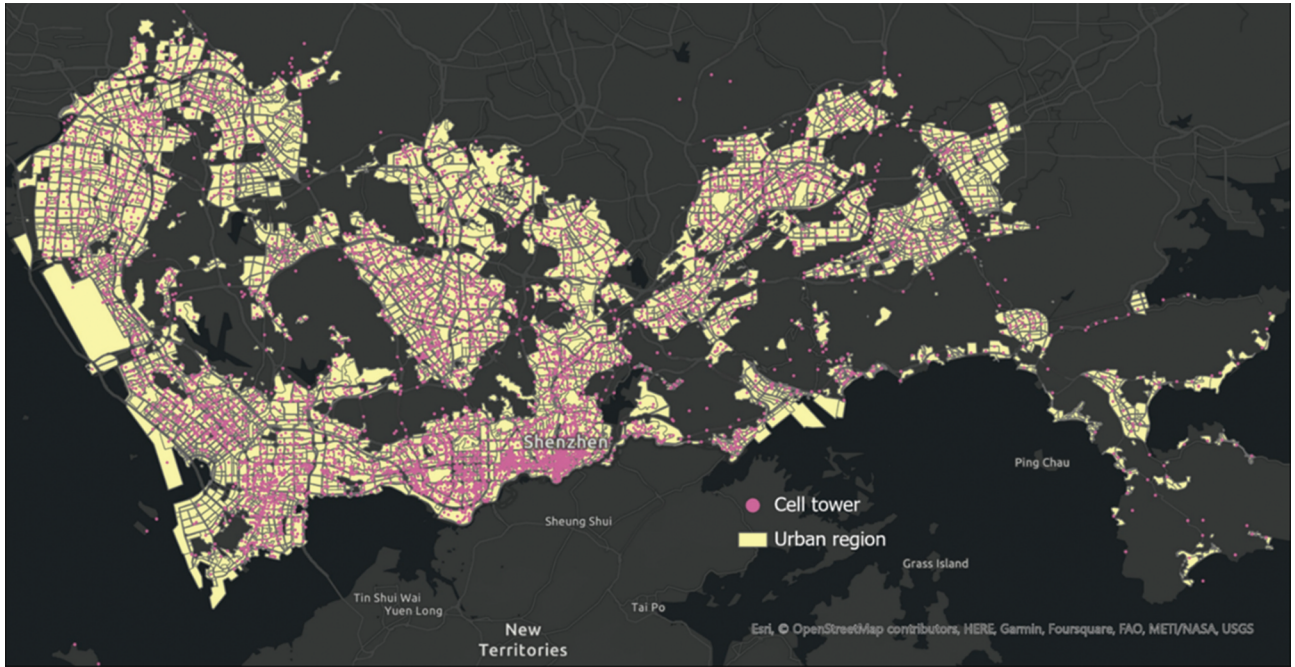 Shenzhen
Ping Chau
Cell tower
Sheung Shui
Urban region
Grass Island
Tin Shui Wai
Yuen Long
Tai Po
New
Territories
Esri, © OpenStreetMap contributors, HERE, Garmin, Foursquare, FAO, METI/NASA, USGS